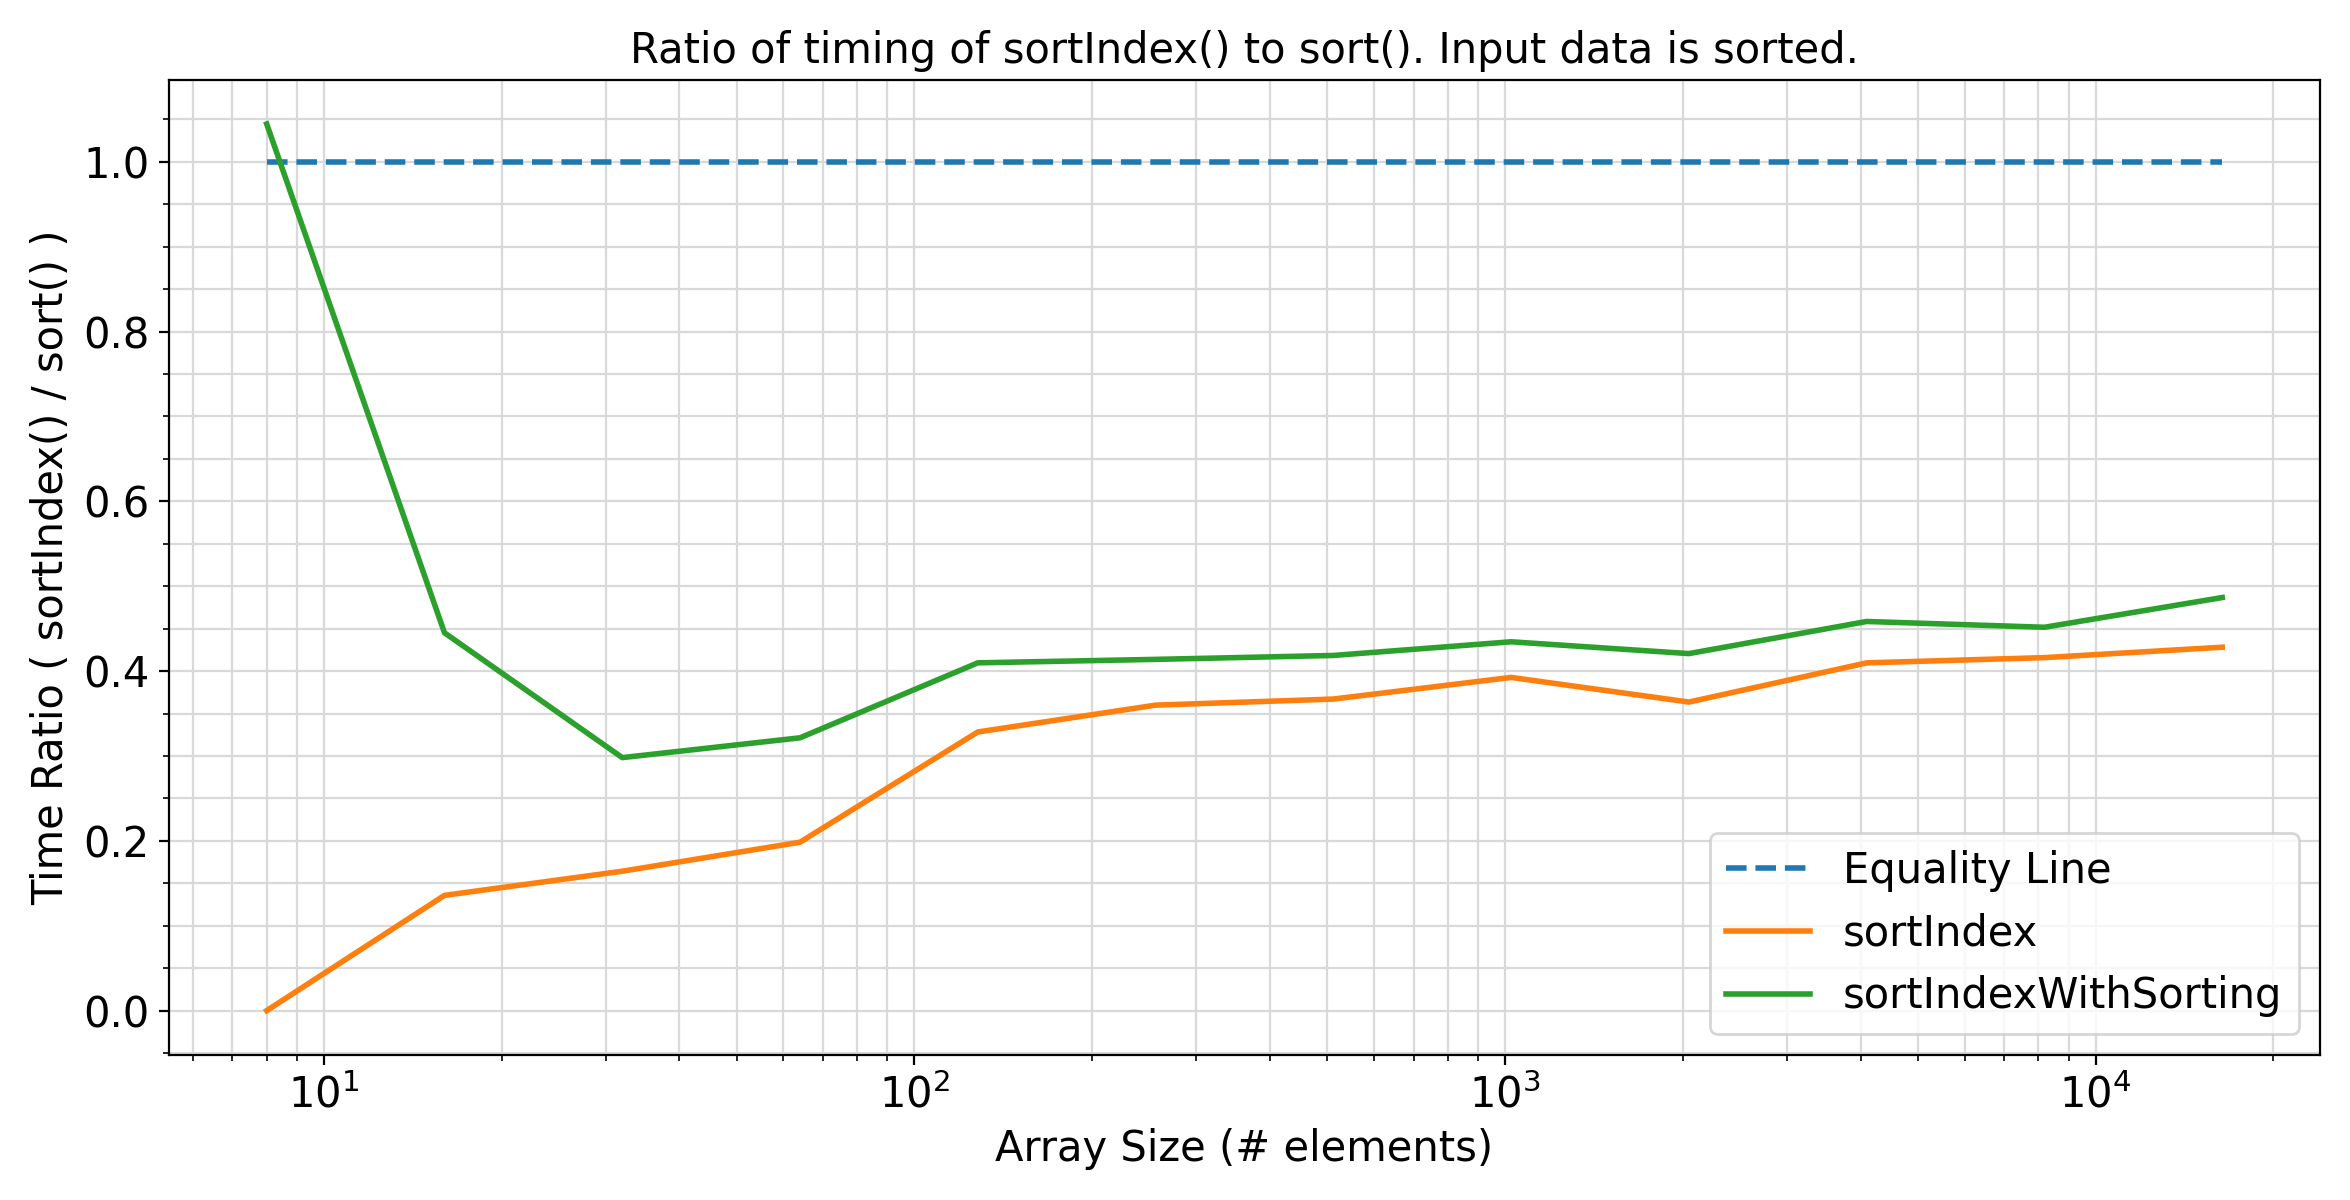 Ratio of timing of sortIndex() to sort(). Input data is sorted.
Time Ratio ( sortIndex() / sort() )
1.0
0.8
0.6
0.4
0.2
0.0
Equality Line
sortIndex
sortIndexWithSorting
10¹ 10² 10³ 10⁴
Array Size (# elements)